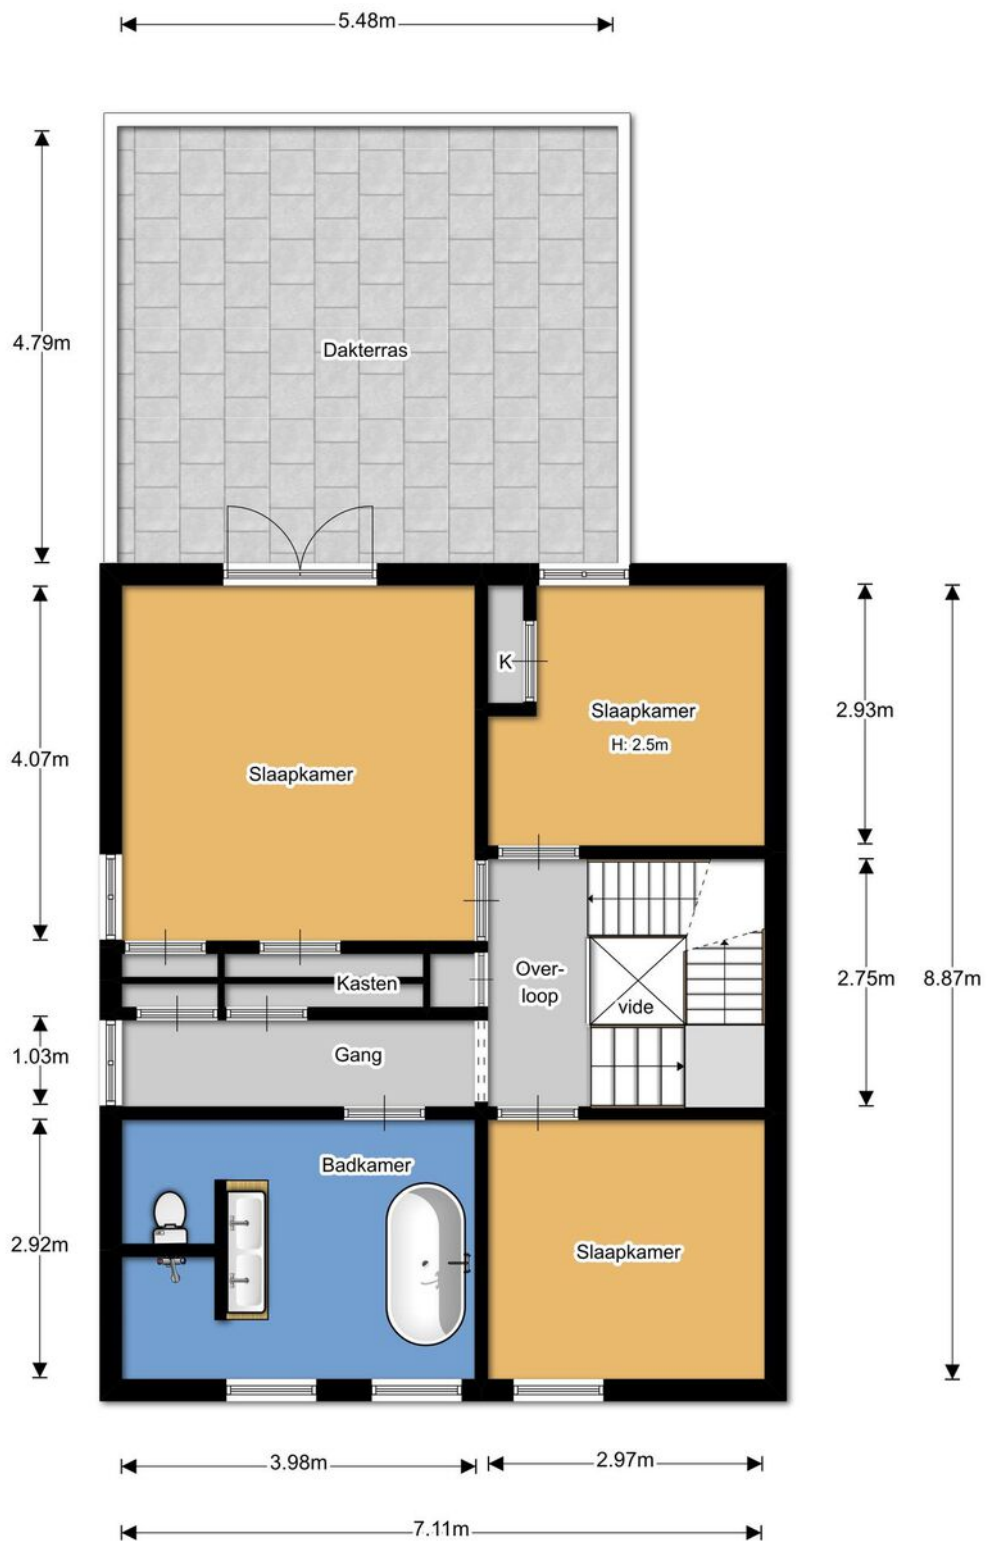 5.48m
4.79m
Dakterras
4.07m
K
Slaapkamer
H: 2.5m
2.93m
Slaapkamer
Kasten
Over-
loop
vide
2.75m
8.87m
1.03m
Gang
Badkamer
2.92m
Slaapkamer
3.98m
2.97m
7.11m